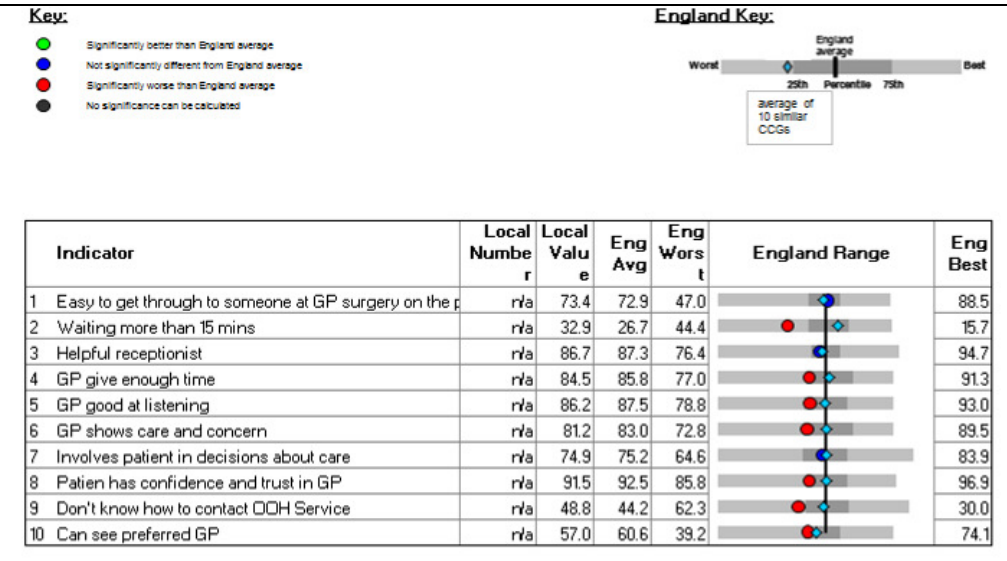 Key:
Significantly better than England average
Not significantly different from England average
Significantly worse than England average
No significance can be calculated
England Key:
England
average
Worst Best
25th Percentile 75th
average of
10 similar
CCGs
Indicator Local Numbe r Local Valu e Eng Avg Eng Wors t England Range Eng Best
1 Easy to get through to someone at GP surgery on the p n/a 73.4 72.9 47.0 88.5
2 Waiting more than 15 mins n/a 32.9 26.7 44.4 15.7
3 Helpful receptionist n/a 86.7 87.3 76.4 94.7
4 GP give enough time n/a 84.5 85.8 77.0 91.3
5 GP good at listening n/a 86.2 87.5 78.8 93.0
6 GP shows care and concern n/a 81.2 83.0 72.8 89.5
7 Involves patient in decisions about care n/a 74.9 75.2 64.6 83.9
8 Patien has confidence and trust in GP n/a 91.5 92.5 85.8 96.9
9 Don't know how to contact OOH Service n/a 48.8 44.2 62.3 30.0
10 Can see preferred GP n/a 57.0 60.6 39.2 74.1